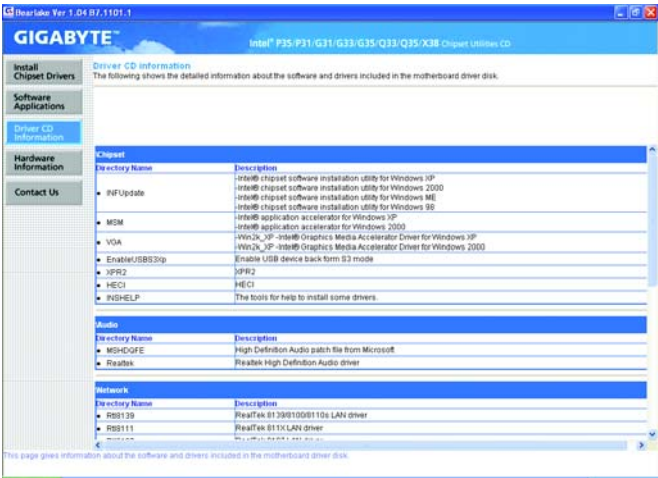 Bearlake Ver 1.04 B7.1101.1
GIGABYTE™
Intel® P35/P31/G31/G33/G35/Q33/Q35/X38 Chipset Utilities CD
Install
Chipset Drivers
Software
Applications
Driver CD
Information
Hardware
Information
Contact Us
Driver CD information
The following shows the detailed information about the software and drivers included in the motherboard driver disk.
\Chipset
Directory Name Description
INFUpdate
-Intel® chipset software installation utility for Windows XP
-Intel® chipset software installation utility for Windows 2000
-Intel® chipset software installation utility for Windows ME
-Intel® chipset software installation utility for Windows 98
MSM
-Intel® application accelerator for Windows XP
-Intel® application accelerator for Windows 2000
VGA
-Win2k_XP -Intel® Graphics Media Accelerator Driver for Windows XP
-Win2k_XP -Intel® Graphics Media Accelerator Driver for Windows 2000
EnableUSBS3Xp Enable USB device back form S3 mode
XPR2 XPR2
HECI HECI
INSHELP The tools for help to install some drivers.
\Audio
Directory Name Description
MSHDQFE High Definition Audio patch file from Microsoft
Realtek Realtek High Definition Audio driver
\Network
Directory Name Description
Rtl8139 RealTek 8139/8100/8110s LAN driver
Rtl8111 RealTek 811X LAN driver
This page gives information about the software and drivers included in the motherboard driver disk.